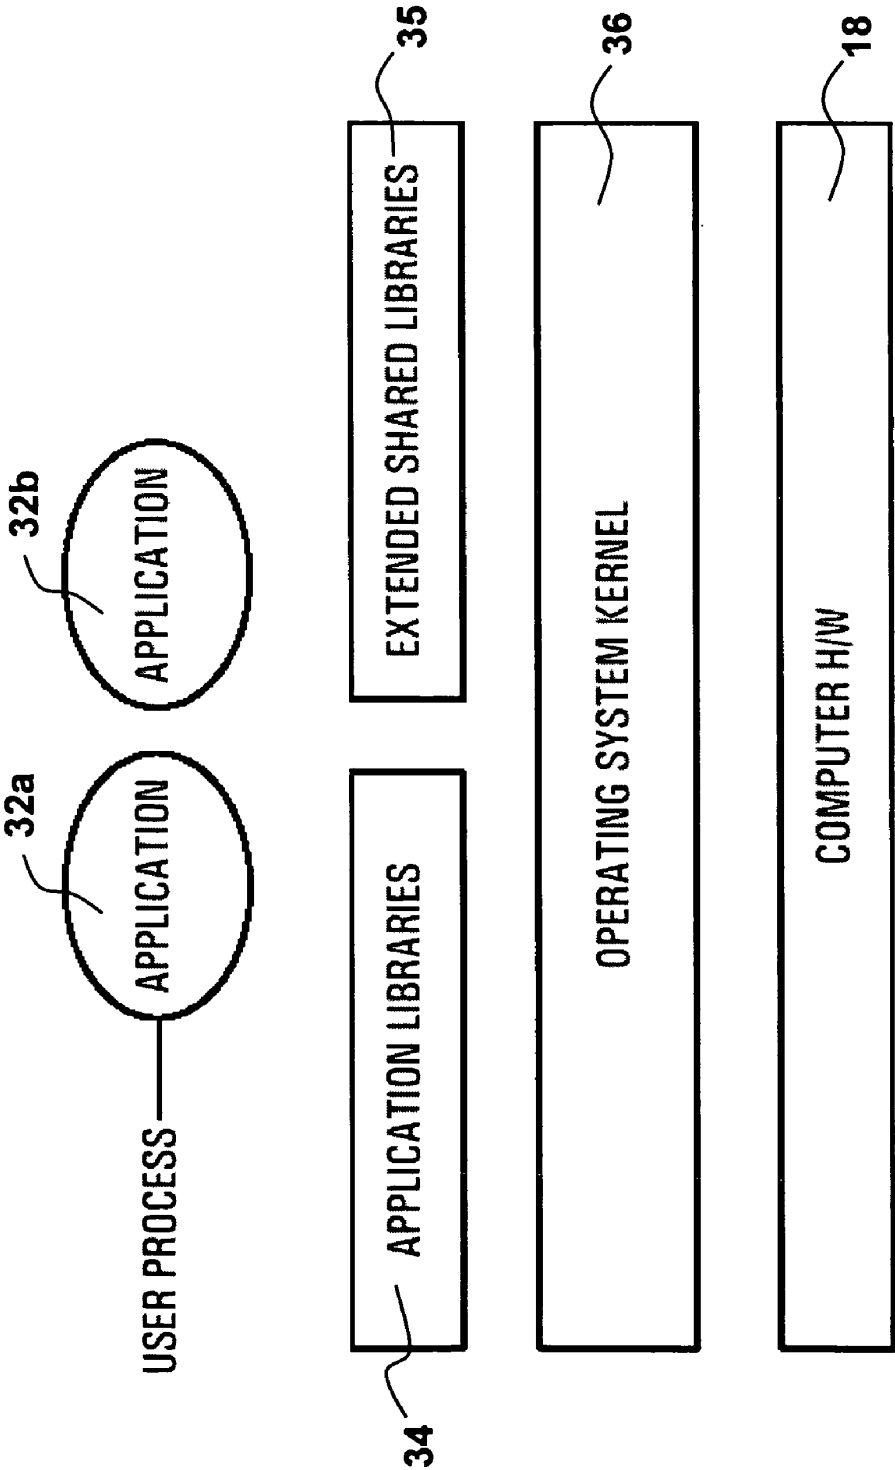 32a
32b
USER PROCESS
APPLICATION
APPLICATION
34
APPLICATION LIBRARIES
EXTENDED SHARED LIBRARIES
35
OPERATING SYSTEM KERNEL
36
COMPUTER H/W
18